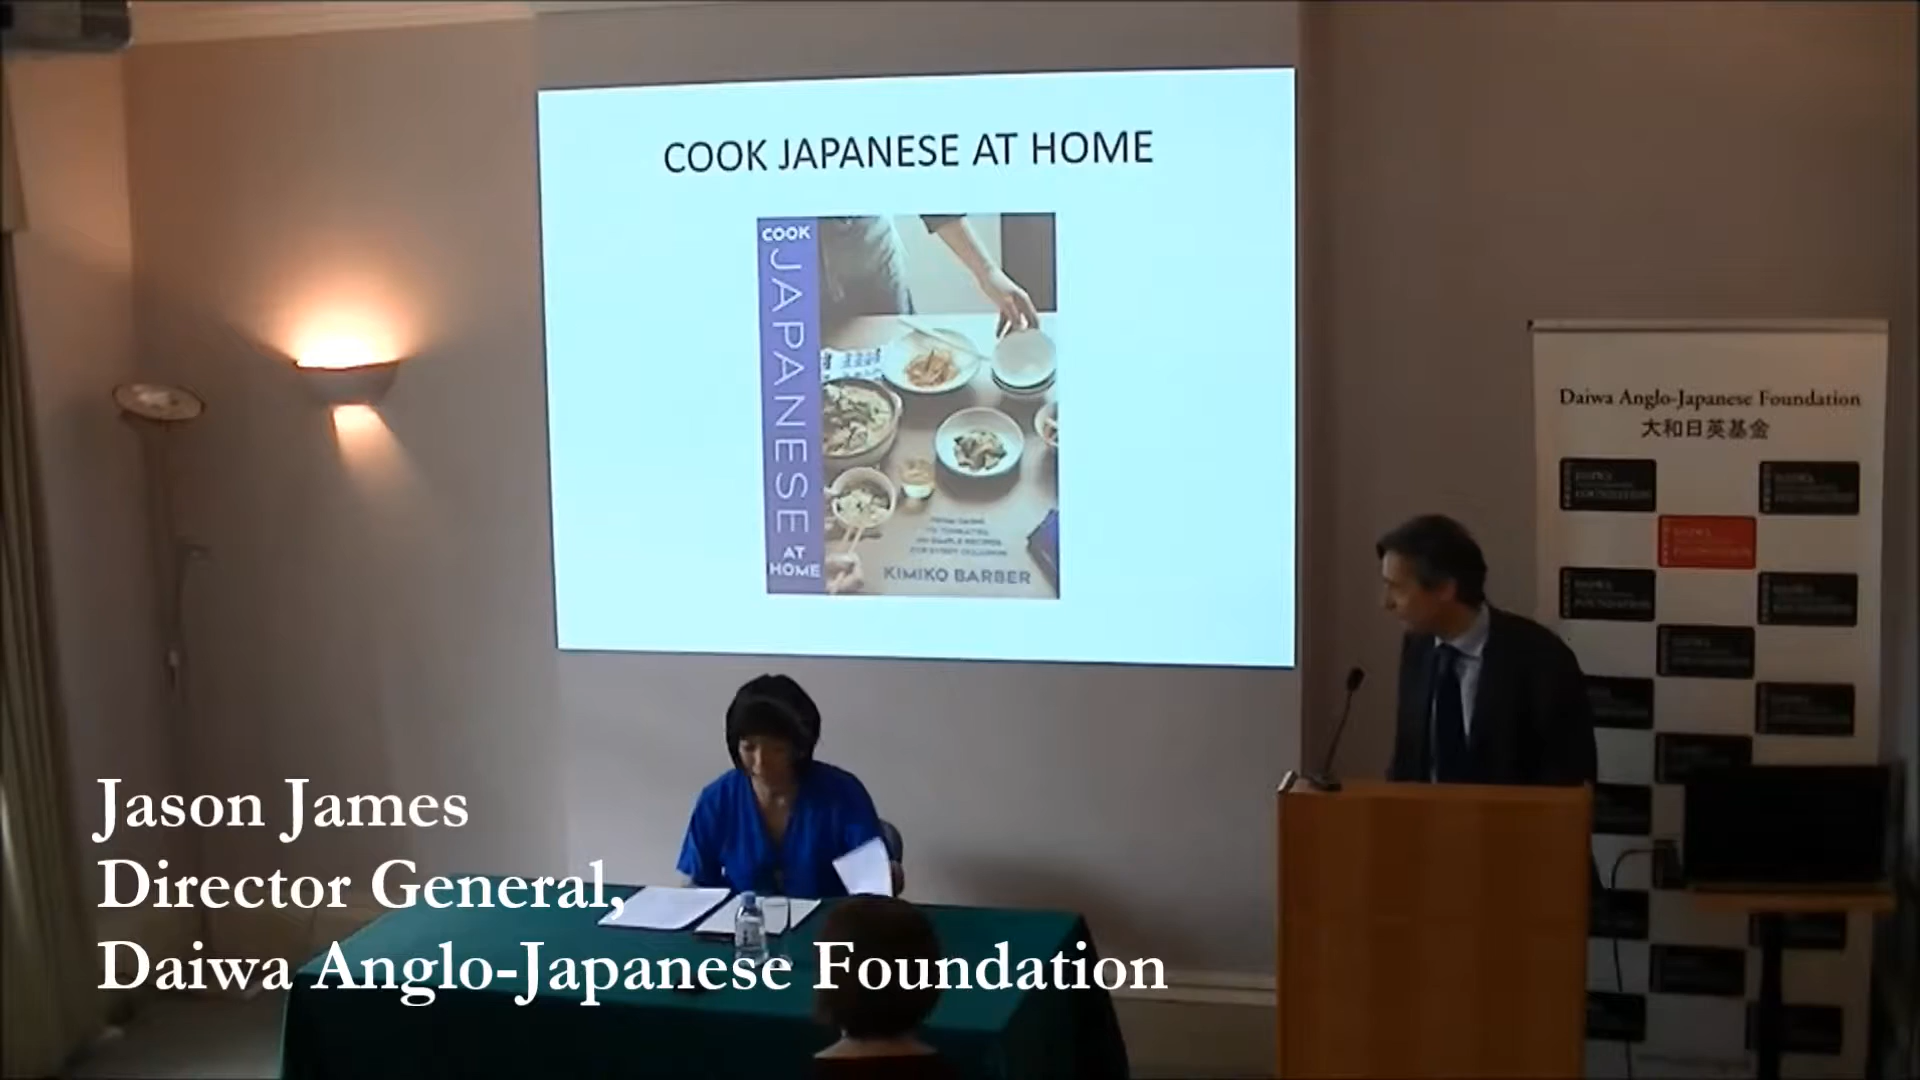 COOK JAPANESE AT HOME
COOK
JAPANESE
AT
HOME
KIMIKO BARBER
Daiwa Anglo-Japanese Foundation
大和日英基金
Jason James
Director General,
Daiwa Anglo-Japanese Foundation